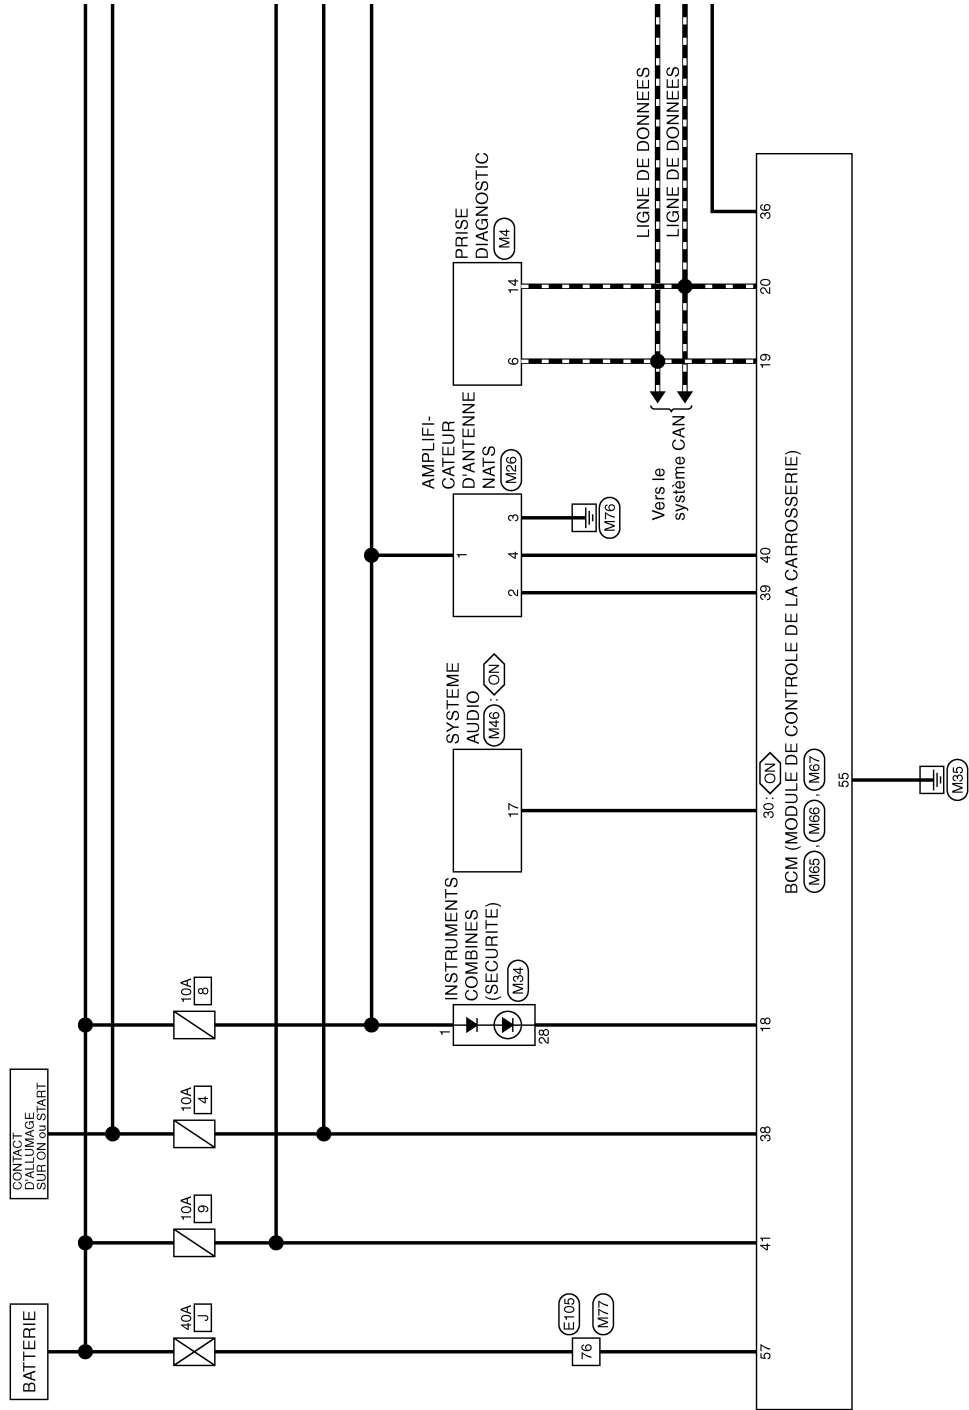 BATTERIE
CONTACT
D'ALLUMAGE
SUR ON ou START
40A
J
10A
9
10A
4
10A
8
INSTRUMENTS
COMBINES
(SECURITE)
M34
1
28
SYSTEME
AUDIO
M46 : ON
17
AMPLIFI-
CATEUR
D'ANTENNE
NATS
M26
1
2
4
3
M76
PRISE
DIAGNOSTIC
M4
6
14
LIGNE DE DONNEES
LIGNE DE DONNEES
Vers le
système CAN
E105
76
M77
57
41
38
18
30 : ON
39
40
19
20
36
BCM (MODULE DE CONTROLE DE LA CARROSSERIE)
M65 , M66 , M67
55
M35